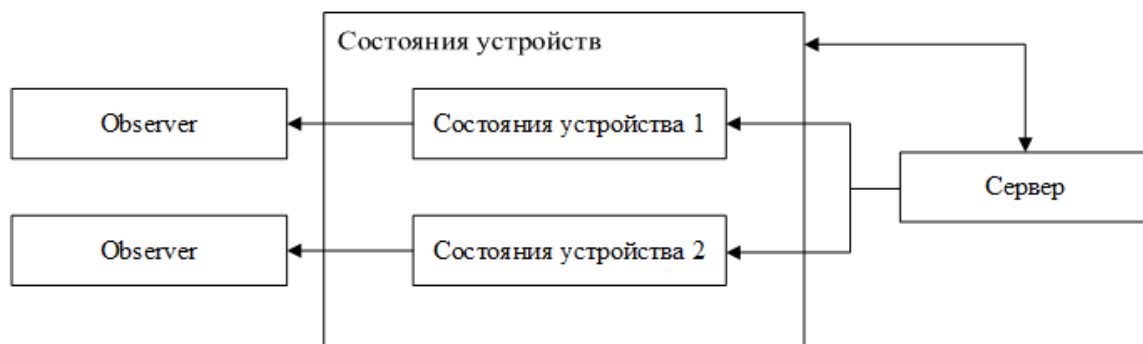 Состояния устройств
Observer
Состояния устройства 1
Сервер
Observer
Состояния устройства 2